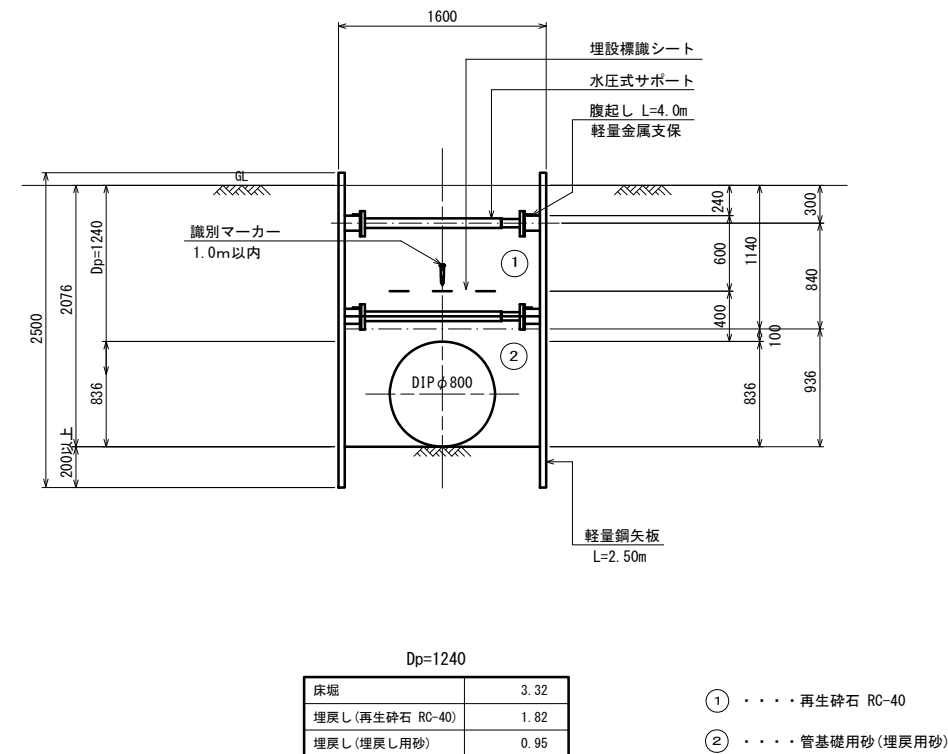 1600
埋設標識シート
水圧式サポート
腹起し L=4.0m
軽量金属支保
GL
識別マーカー
1.0m以内
Dp=1240
2076
2500
836
200以上
240
300
600
1140
840
400
100
836
936
①
②
DIPφ800
軽量鋼矢板
L=2.50m
Dp=1240
床堀 3.32
埋戻し(再生砕石 RC-40) 1.82
埋戻し(埋戻し用砂) 0.95
① ・・・・再生砕石 RC-40
② ・・・・管基礎用砂(埋戻用砂)